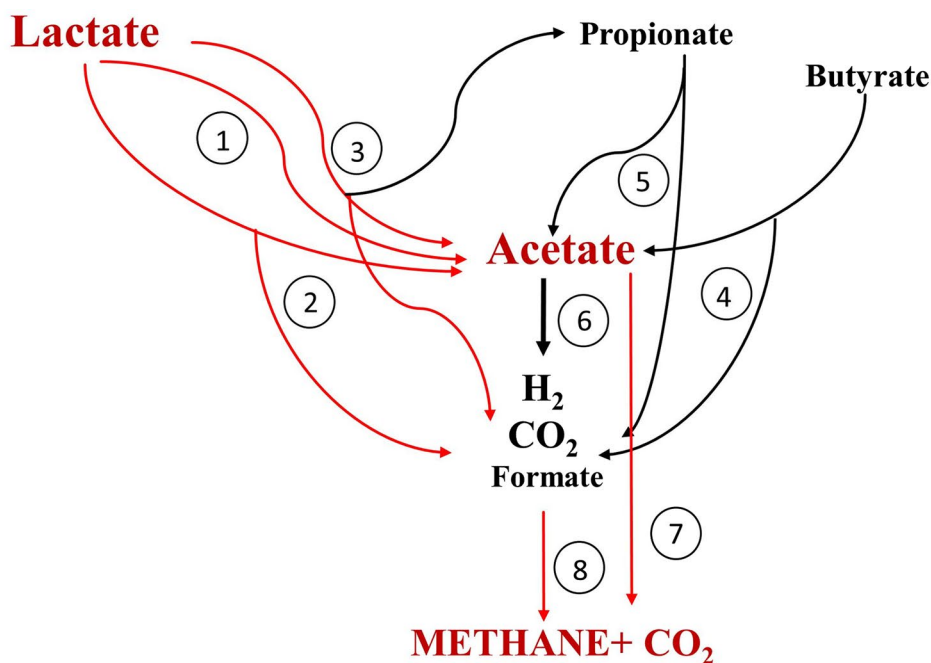 Lactate
Propionate
Butyrate
1
3
5
Acetate
2
4
6
H₂
CO₂
Formate
7
8
METHANE+ CO₂